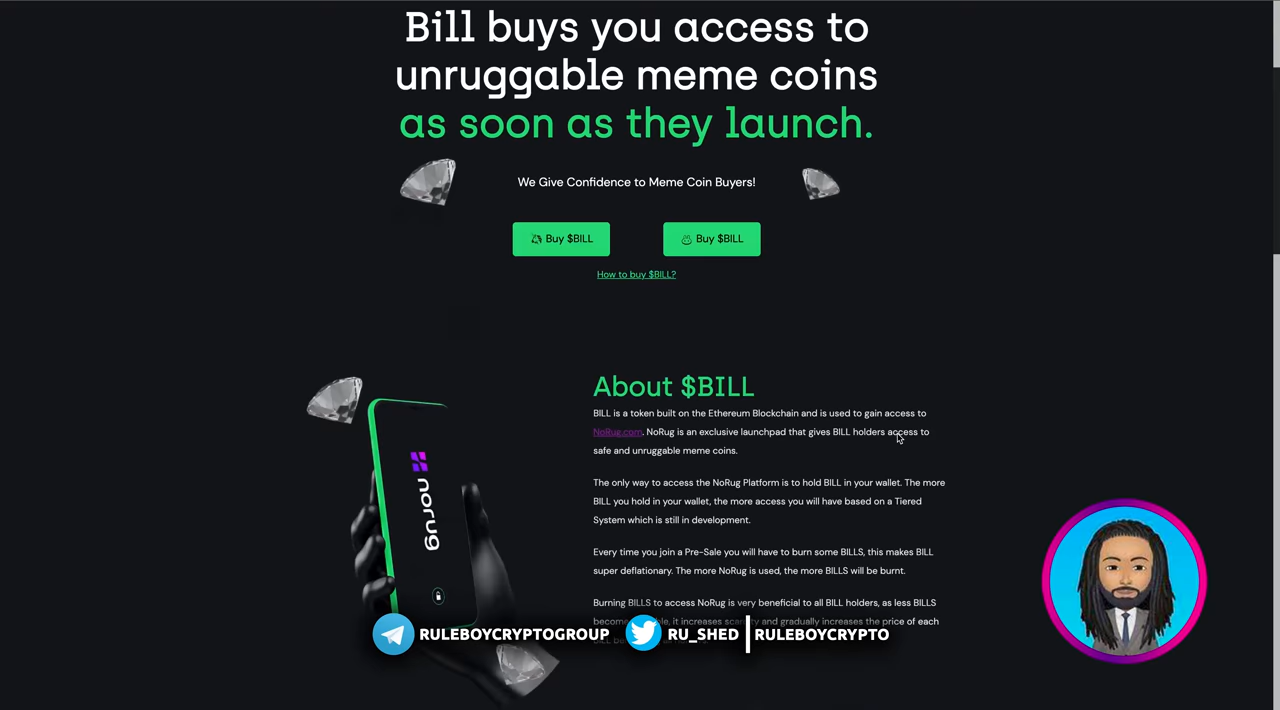 Bill buys you access to
unruggable meme coins
as soon as they launch.
We Give Confidence to Meme Coin Buyers!
Buy $BILL
Buy $BILL
How to buy $BILL?
About $BILL
BILL is a token built on the Ethereum Blockchain and is used to gain access to
NoRug.com. NoRug is an exclusive launchpad that gives BILL holders access to
safe and unruggable meme coins.
The only way to access the NoRug Platform is to hold BILL in your wallet. The more
BILL you hold in your wallet, the more access you will have based on a Tiered
System which is still in development.
Every time you join a Pre-Sale you will have to burn some BILLS, this makes BILL
super deflationary. The more NoRug is used, the more BILLS will be burnt.
Burning BILLS to access NoRug is very beneficial to all BILL holders, as less BILLS
it increases and gradually increases the price of each
norug
RULEBOYCRYPTOGROUP
RU_SHED
RULEBOYCRYPTO